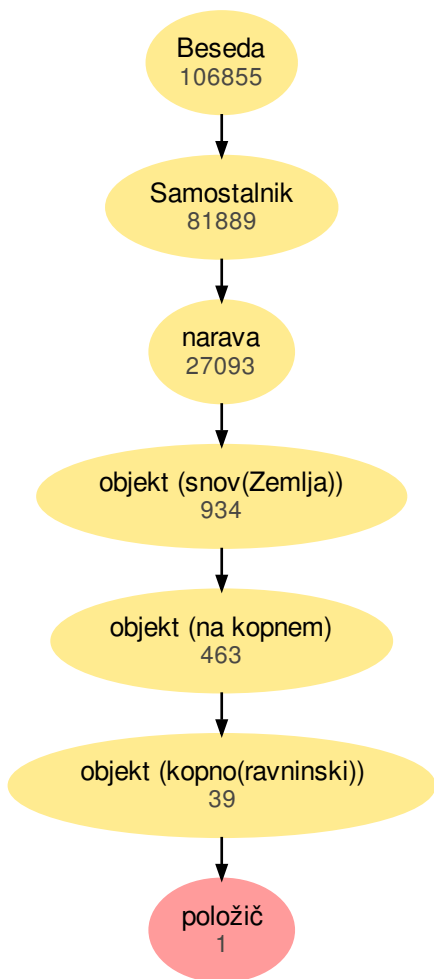 Beseda
106855
Samostalnik
81889
narava
27093
objekt (snov(Zemlja))
934
objekt (na kopnem)
463
objekt (kopno(ravninski))
39
položič
1